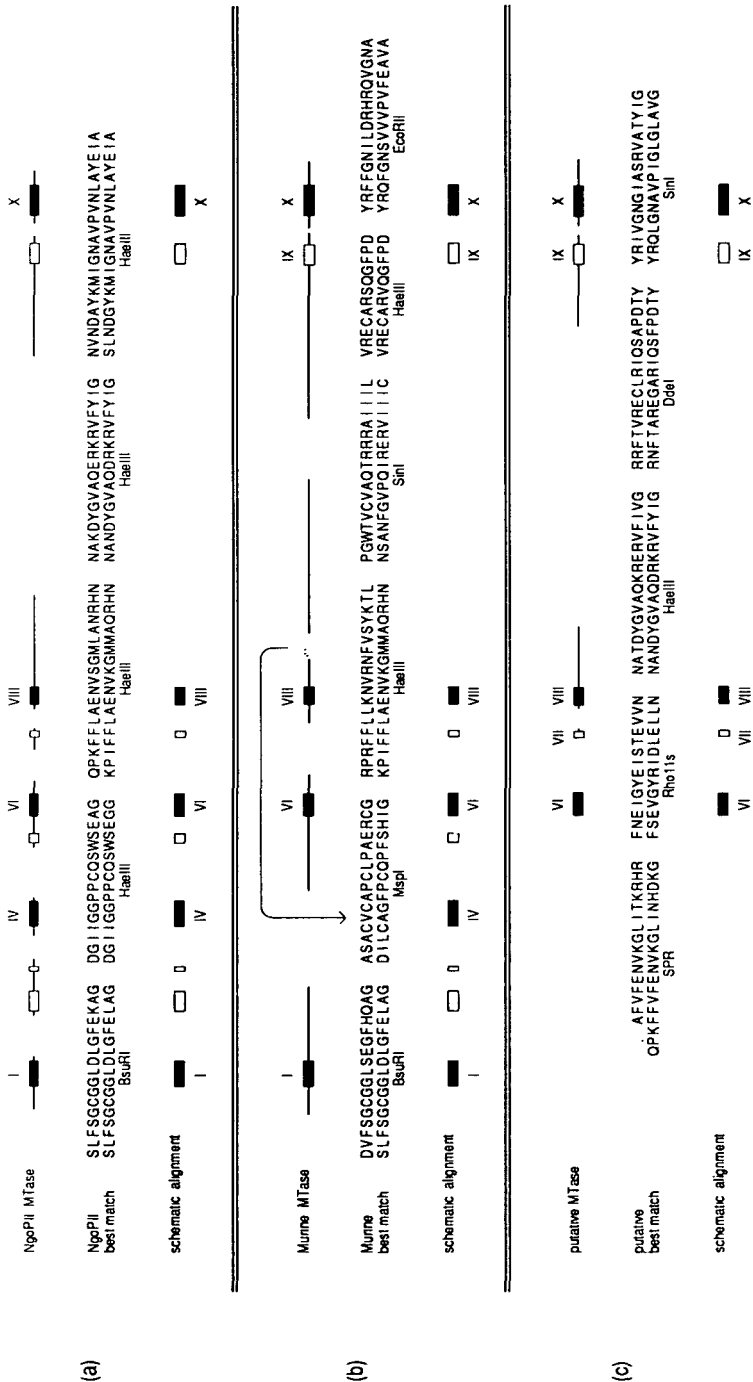 (a)
I IV VI VIII X
NgoPII MTase
NgoPII best match
SLFSGCGGLDLGFEKAG DGIIGGPPCQSWSEAG QPKFFLAENVSGMLANRHN NAKDYGVAQERKRVFYIG NVNDAYKMIGNAVPVNLAYEIA
SLFSGCGGLDLGFELAG DGIIGGPPCQSWSEGG KPIFFLAENVKGMMAQRHN NANDYGVAQDRKRVFYIG SLNDGYKMIGNAVPVNLAYEIA
BsuRI HaeIII HaeIII HaeIII HaeIII
schematic alignment
I IV VI VIII X
(b)
I VI VIII IX X
Munne MTase
Munne best match
DVFSGCGGLSEGFHQAG ASACVCAPCLPAERCG RPRFFLLKNVRNFVSYKTL PGWTVCVAQTRRRAIIIL VRECARSQGFPD YRFFGNILDRHRQVGNA
SLFSGCGGLDLGFELAG DILCAGFPCQPFSHIG KPIFFLAENVKGMMAQRHN NSANFGVPQIRERVIIIC VRECARVQGFPD YRQFGNSVVVPVFEAVA
BsuRI MspI HaeIII SinI HaeIII EcoRII
schematic alignment
I IV VI VIII IX X
(c)
VI VII VIII IX X
putative MTase
putative best match
AFVFENVKGLITKRHR FNEIGYEISTEVVN NATDYGVAQKRERVFIVG RRFTVRECLRIQSAPDTY YRIVGNGIASRVATYIG
QPKFFVFENVKGLINHDKG FSEVGYRIDLELLN NANDYGVAQDRKRVFYIG RNFTAREGARIQSFPDTY YRQLGNAVPIGLGLAVG
SPR Rho11s HaeIII DdeI SinI
schematic alignment
VI VII VIII IX X